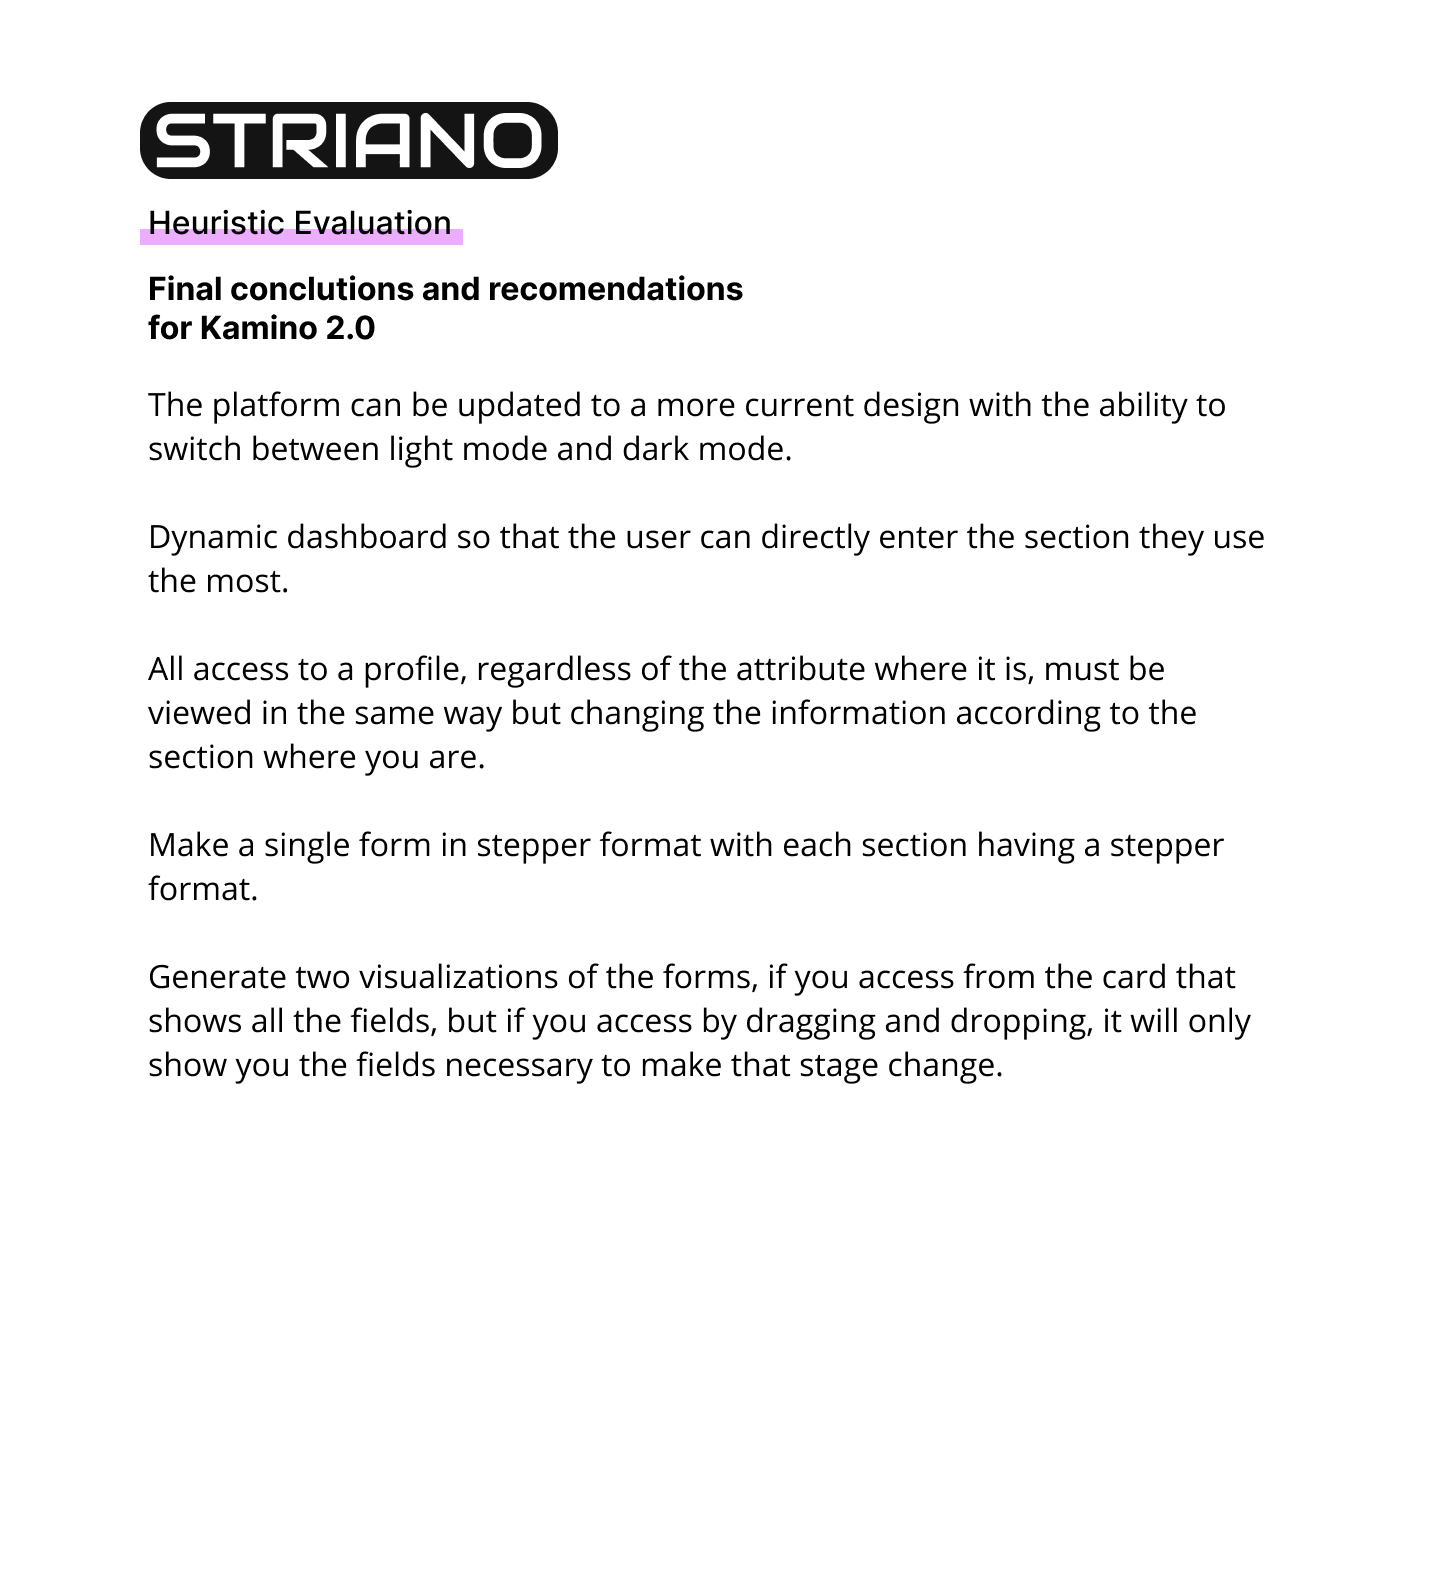 STRIANO
Heuristic Evaluation
Final conclutions and recomendations
for Kamino 2.0
The platform can be updated to a more current design with the ability to
switch between light mode and dark mode.
Dynamic dashboard so that the user can directly enter the section they use
the most.
All access to a profile, regardless of the attribute where it is, must be
viewed in the same way but changing the information according to the
section where you are.
Make a single form in stepper format with each section having a stepper
format.
Generate two visualizations of the forms, if you access from the card that
shows all the fields, but if you access by dragging and dropping, it will only
show you the fields necessary to make that stage change.